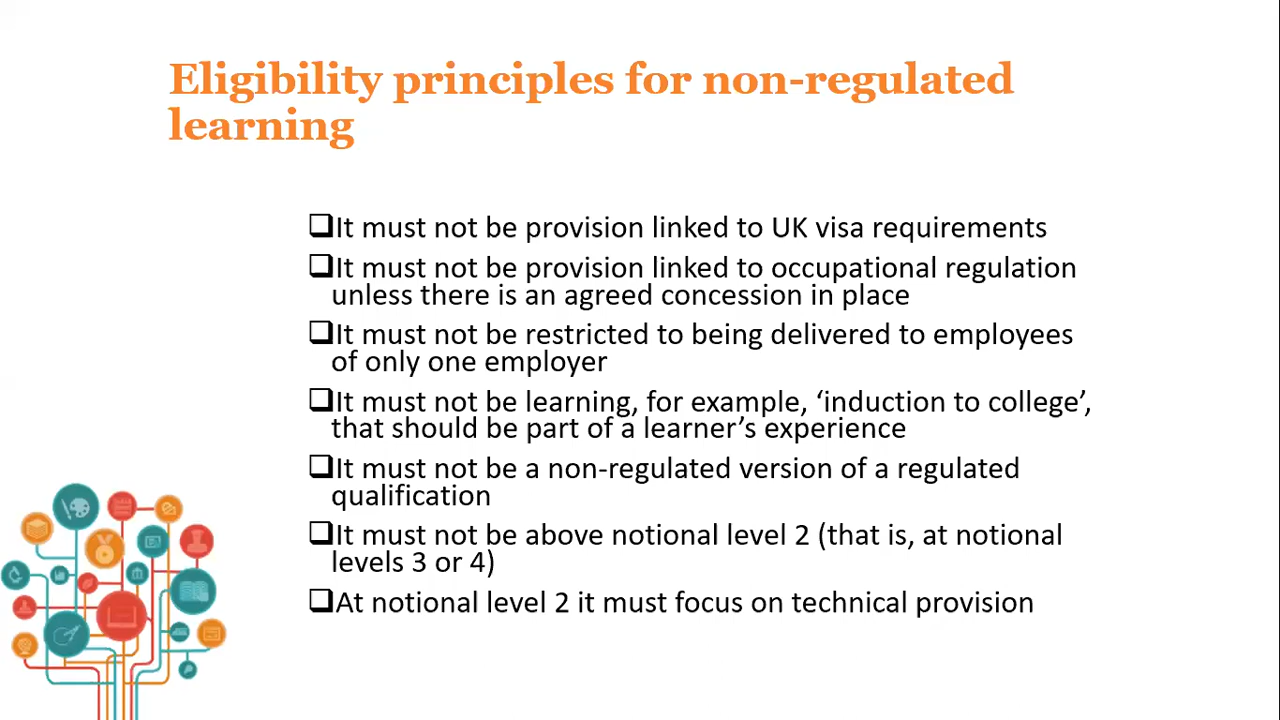 Eligibility principles for non-regulated
learning
❑It must not be provision linked to UK visa requirements
❑It must not be provision linked to occupational regulation
unless there is an agreed concession in place
❑It must not be restricted to being delivered to employees
of only one employer
❑It must not be learning, for example, ‘induction to college’,
that should be part of a learner’s experience
❑It must not be a non-regulated version of a regulated
qualification
❑It must not be above notional level 2 (that is, at notional
levels 3 or 4)
❑At notional level 2 it must focus on technical provision